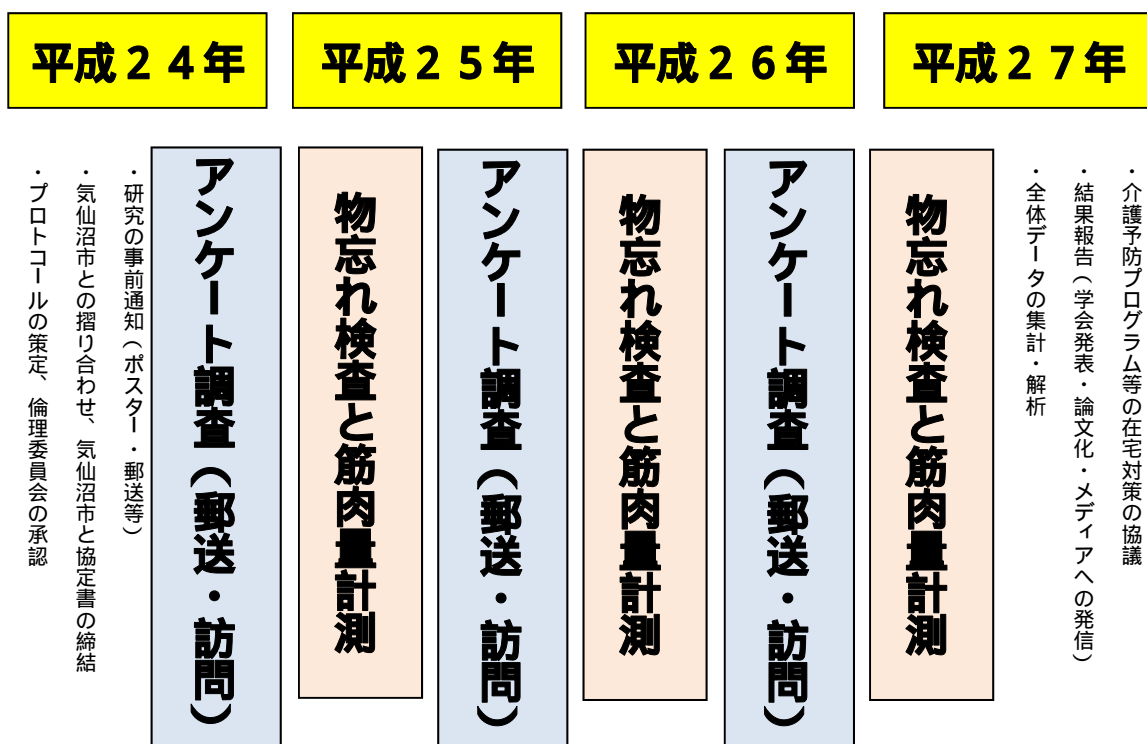 平成２４年
平成２５年
平成２６年
平成２７年
・プロトコールの策定、倫理委員会の承認
・気仙沼市との摺り合わせ、気仙沼市と協定書の締結
・研究の事前通知（ポスター・郵送等）
アンケート調査（郵送・訪問）
物忘れ検査と筋肉量計測
アンケート調査（郵送・訪問）
物忘れ検査と筋肉量計測
アンケート調査（郵送・訪問）
物忘れ検査と筋肉量計測
・全体データの集計・解析
・結果報告（学会発表・論文化・メディアへの発信）
・介護予防プログラム等の在宅対策の協議